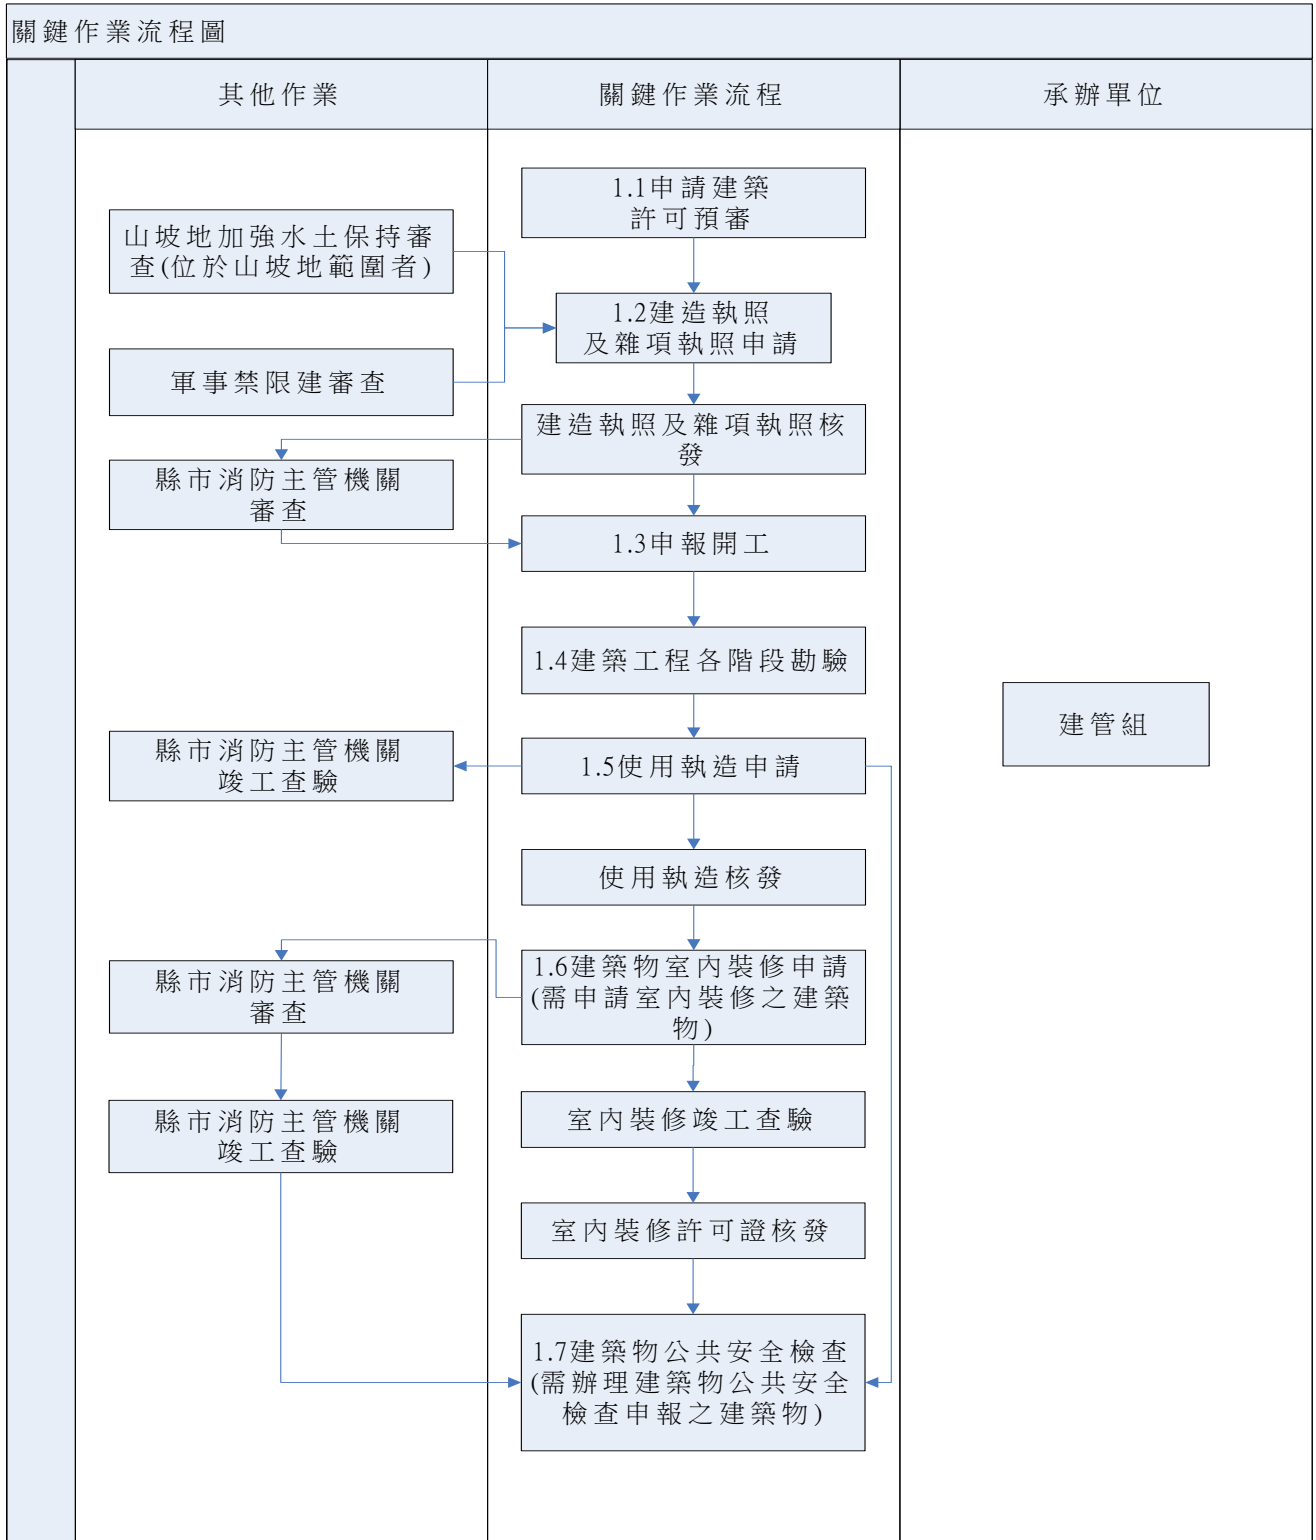 關鍵作業流程圖
其他作業
關鍵作業流程
承辦單位
1.1申請建築
許可預審
山坡地加強水土保持審
查(位於山坡地範圍者)
1.2建造執照
及雜項執照申請
軍事禁限建審查
建造執照及雜項執照核
發
縣市消防主管機關
審查
1.3申報開工
1.4建築工程各階段勘驗
建管組
縣市消防主管機關
竣工查驗
1.5使用執造申請
使用執造核發
1.6建築物室內裝修申請
(需申請室內裝修之建築
物)
縣市消防主管機關
審查
室內裝修竣工查驗
縣市消防主管機關
竣工查驗
室內裝修許可證核發
1.7建築物公共安全檢查
(需辦理建築物公共安全
檢查申報之建築物)